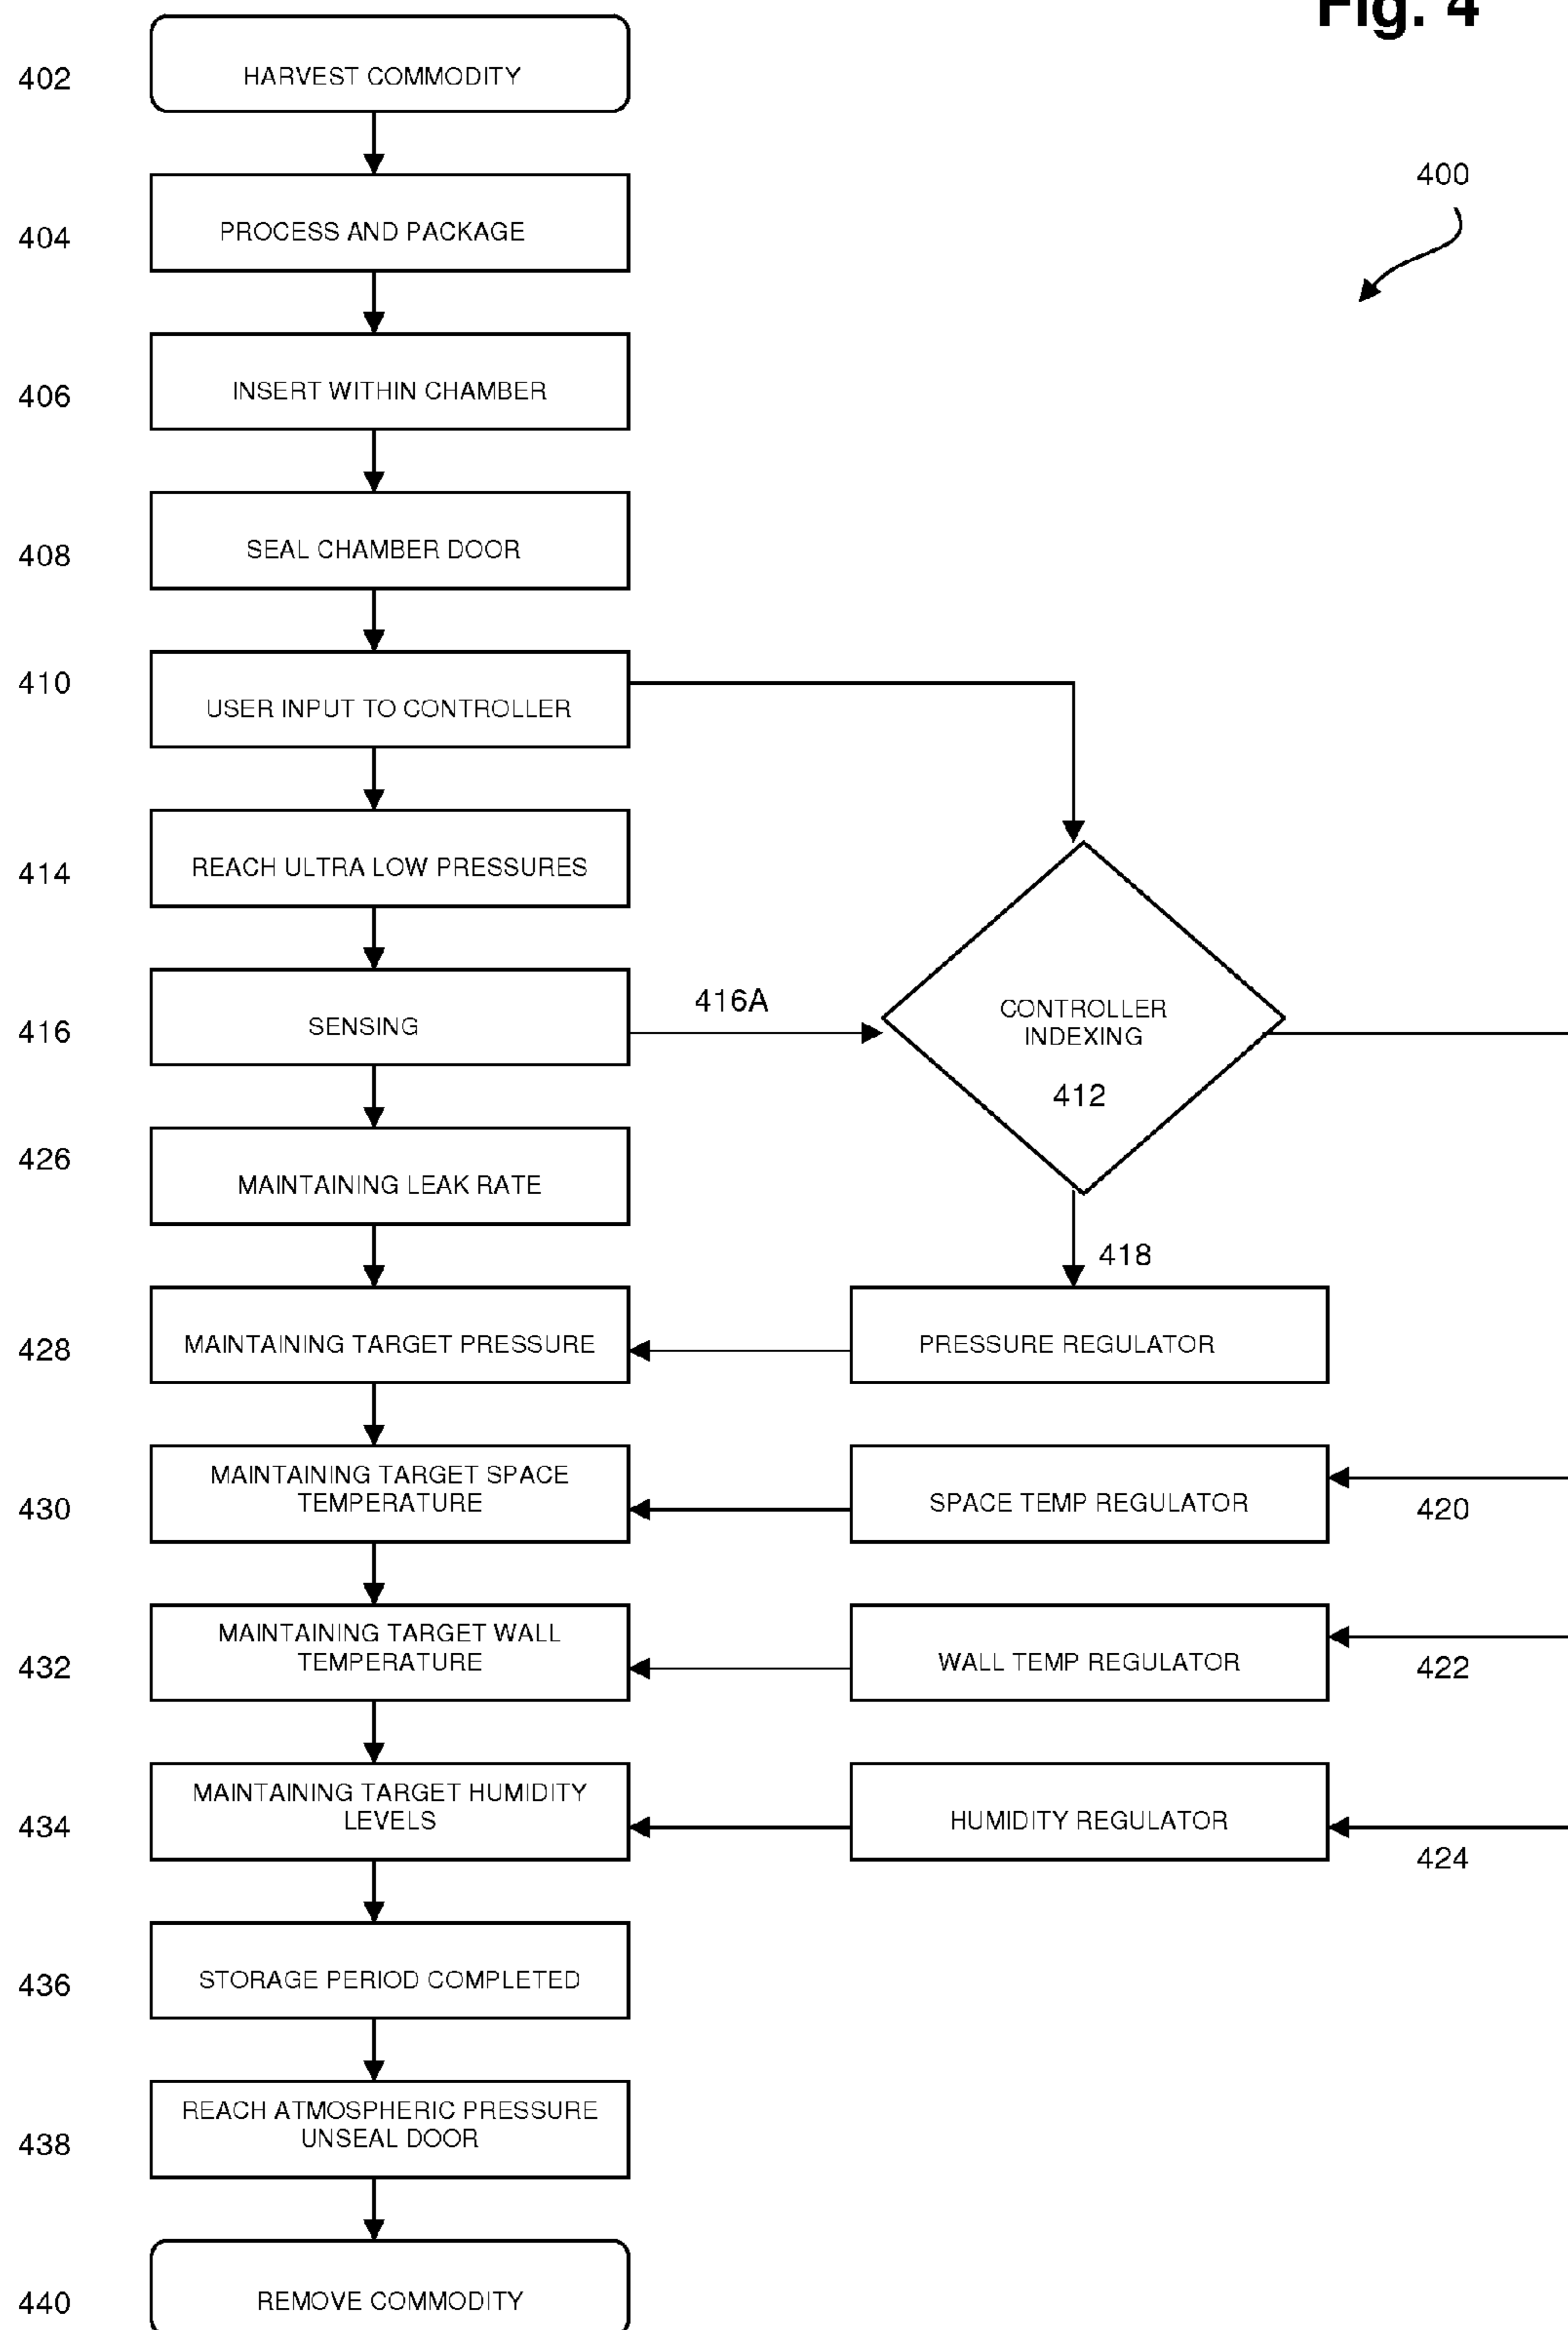 Fig. 4
402
HARVEST COMMODITY
400
404
PROCESS AND PACKAGE
406
INSERT WITHIN CHAMBER
408
SEAL CHAMBER DOOR
410
USER INPUT TO CONTROLLER
414
REACH ULTRA LOW PRESSURES
416
SENSING
416A
CONTROLLER
INDEXING
412
426
MAINTAINING LEAK RATE
418
428
MAINTAINING TARGET PRESSURE
PRESSURE REGULATOR
430
MAINTAINING TARGET SPACE
TEMPERATURE
SPACE TEMP REGULATOR
420
432
MAINTAINING TARGET WALL
TEMPERATURE
WALL TEMP REGULATOR
422
434
MAINTAINING TARGET HUMIDITY
LEVELS
HUMIDITY REGULATOR
424
436
STORAGE PERIOD COMPLETED
438
REACH ATMOSPHERIC PRESSURE
UNSEAL DOOR
440
REMOVE COMMODITY